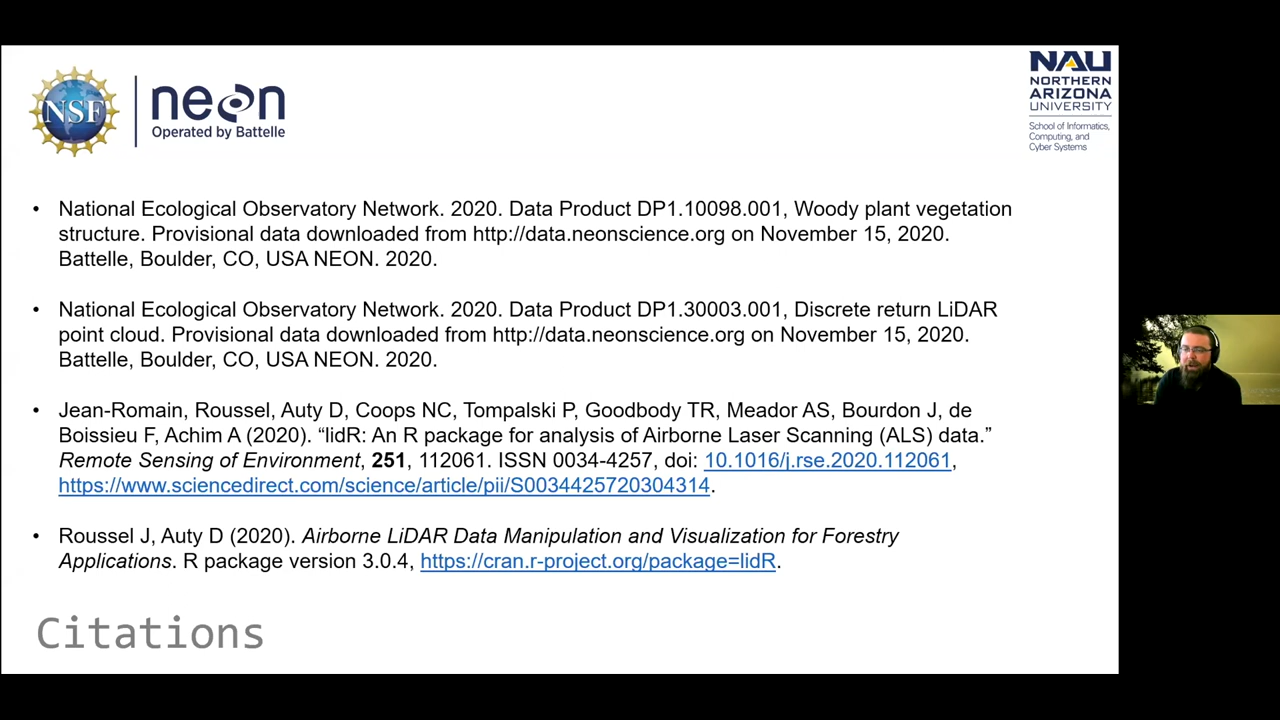 NSF
neon
Operated by Battelle
NAU
NORTHERN
ARIZONA
UNIVERSITY
School of Informatics,
Computing, and
Cyber Systems
• National Ecological Observatory Network. 2020. Data Product DP1.10098.001, Woody plant vegetation
structure. Provisional data downloaded from http://data.neonscience.org on November 15, 2020.
Battelle, Boulder, CO, USA NEON. 2020.
• National Ecological Observatory Network. 2020. Data Product DP1.30003.001, Discrete return LiDAR
point cloud. Provisional data downloaded from http://data.neonscience.org on November 15, 2020.
Battelle, Boulder, CO, USA NEON. 2020.
• Jean-Romain, Roussel, Auty D, Coops NC, Tompalski P, Goodbody TR, Meador AS, Bourdon J, de
Boissieu F, Achim A (2020). “lidR: An R package for analysis of Airborne Laser Scanning (ALS) data.”
Remote Sensing of Environment, 251, 112061. ISSN 0034-4257, doi: 10.1016/j.rse.2020.112061,
https://www.sciencedirect.com/science/article/pii/S0034425720304314.
• Roussel J, Auty D (2020). Airborne LiDAR Data Manipulation and Visualization for Forestry
Applications. R package version 3.0.4, https://cran.r-project.org/package=lidR.
Citations